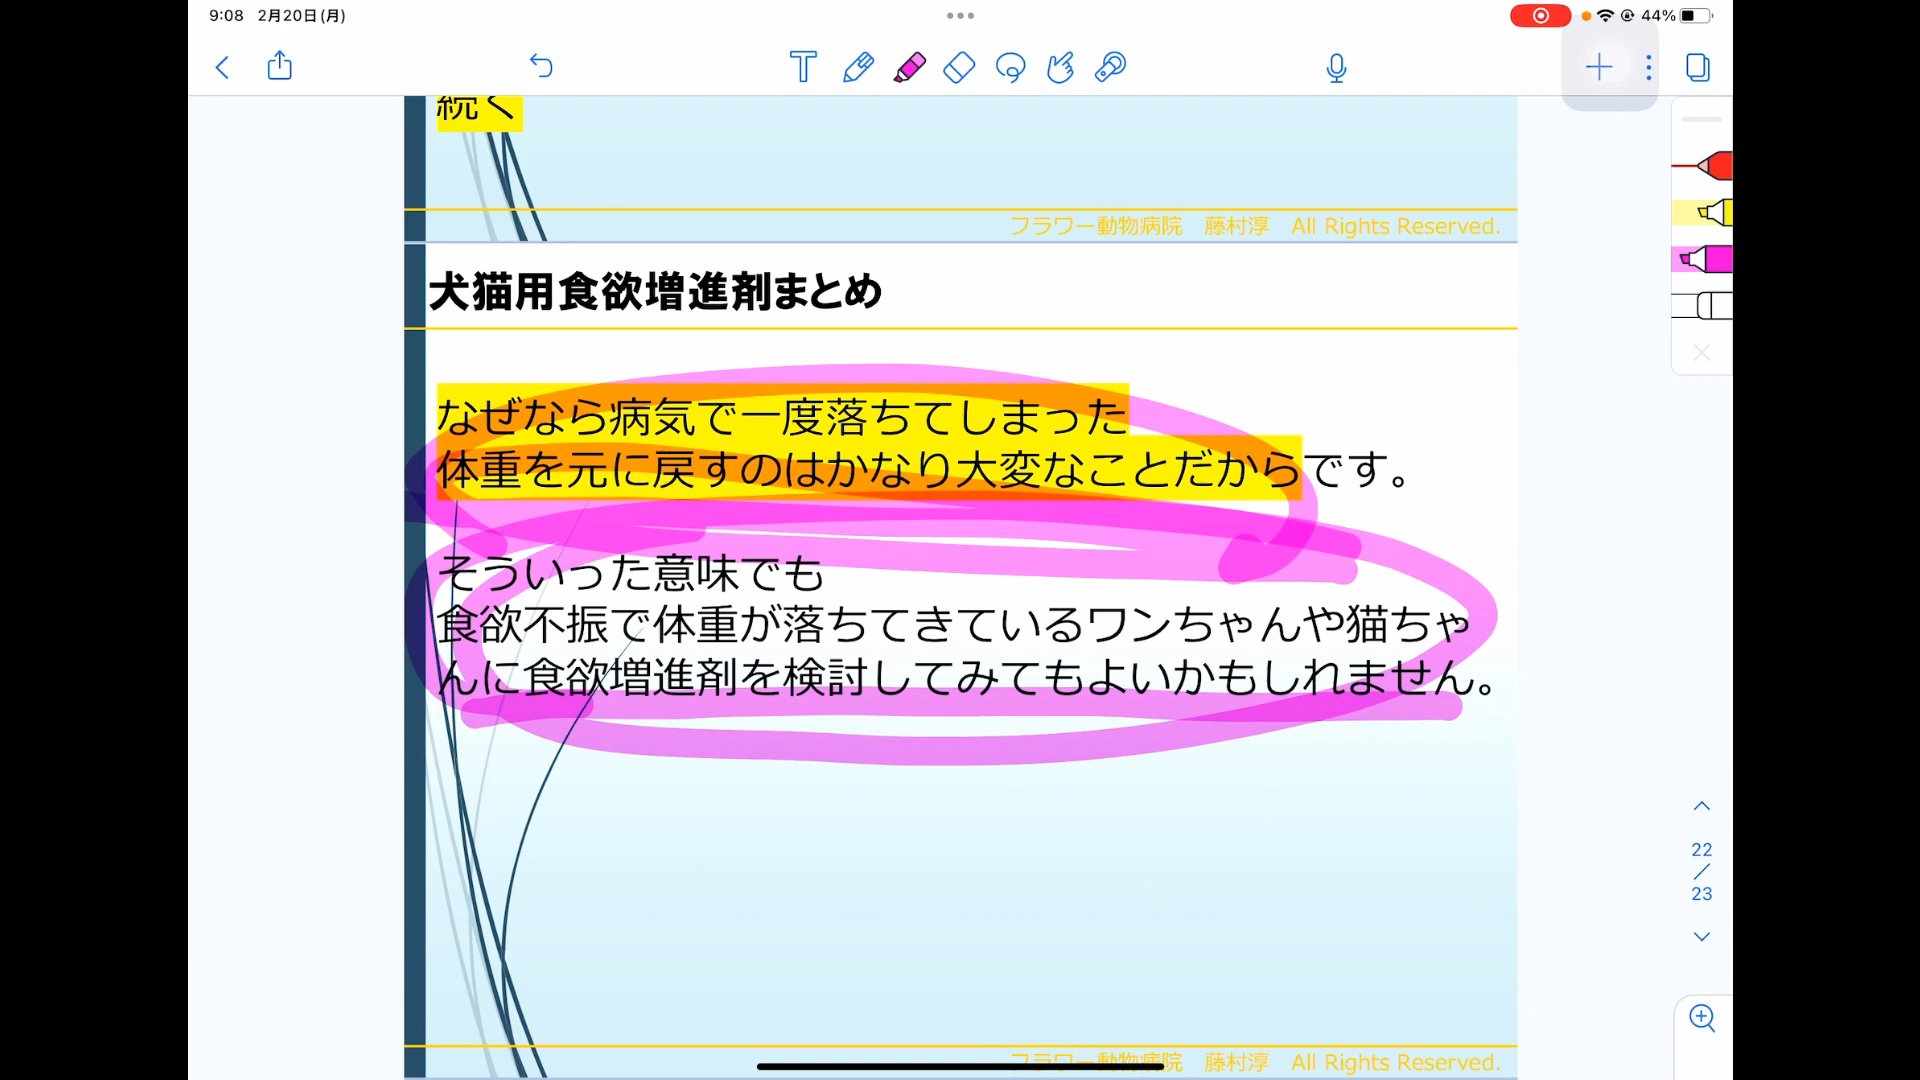 9:08 2月20日(月)
44%
続く
フラワー動物病院 藤村淳 All Rights Reserved.
犬猫用食欲増進剤まとめ
なぜなら病気で一度落ちてしまった
体重を元に戻すのはかなり大変なことだからです。
そういった意味でも
食欲不振で体重が落ちてきているワンちゃんや猫ちゃ
んに食欲増進剤を検討してみてもよいかもしれません。
22
/
23
フラワー動物病院 藤村淳 All Rights Reserved.